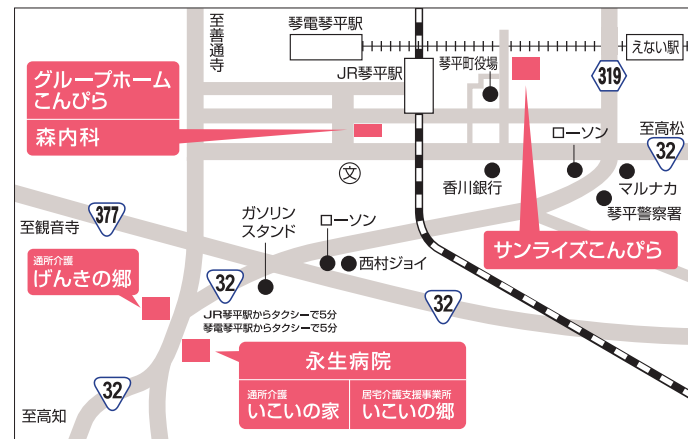 至善通寺
琴電琴平駅
えない駅
JR琴平駅
琴平町役場
319
グループホーム
こんぴら
森内科
ローソン
至高松
32
文
香川銀行
マルナカ
琴平警察署
377
至観音寺
ガソリン
スタンド
ローソン
西村ジョイ
サンライズこんぴら
通所介護
げんきの郷
32
32
JR琴平駅からタクシーで5分
琴電琴平駅からタクシーで5分
永生病院
通所介護
いこいの家
居宅介護支援事業所
いこいの郷
32
至高知